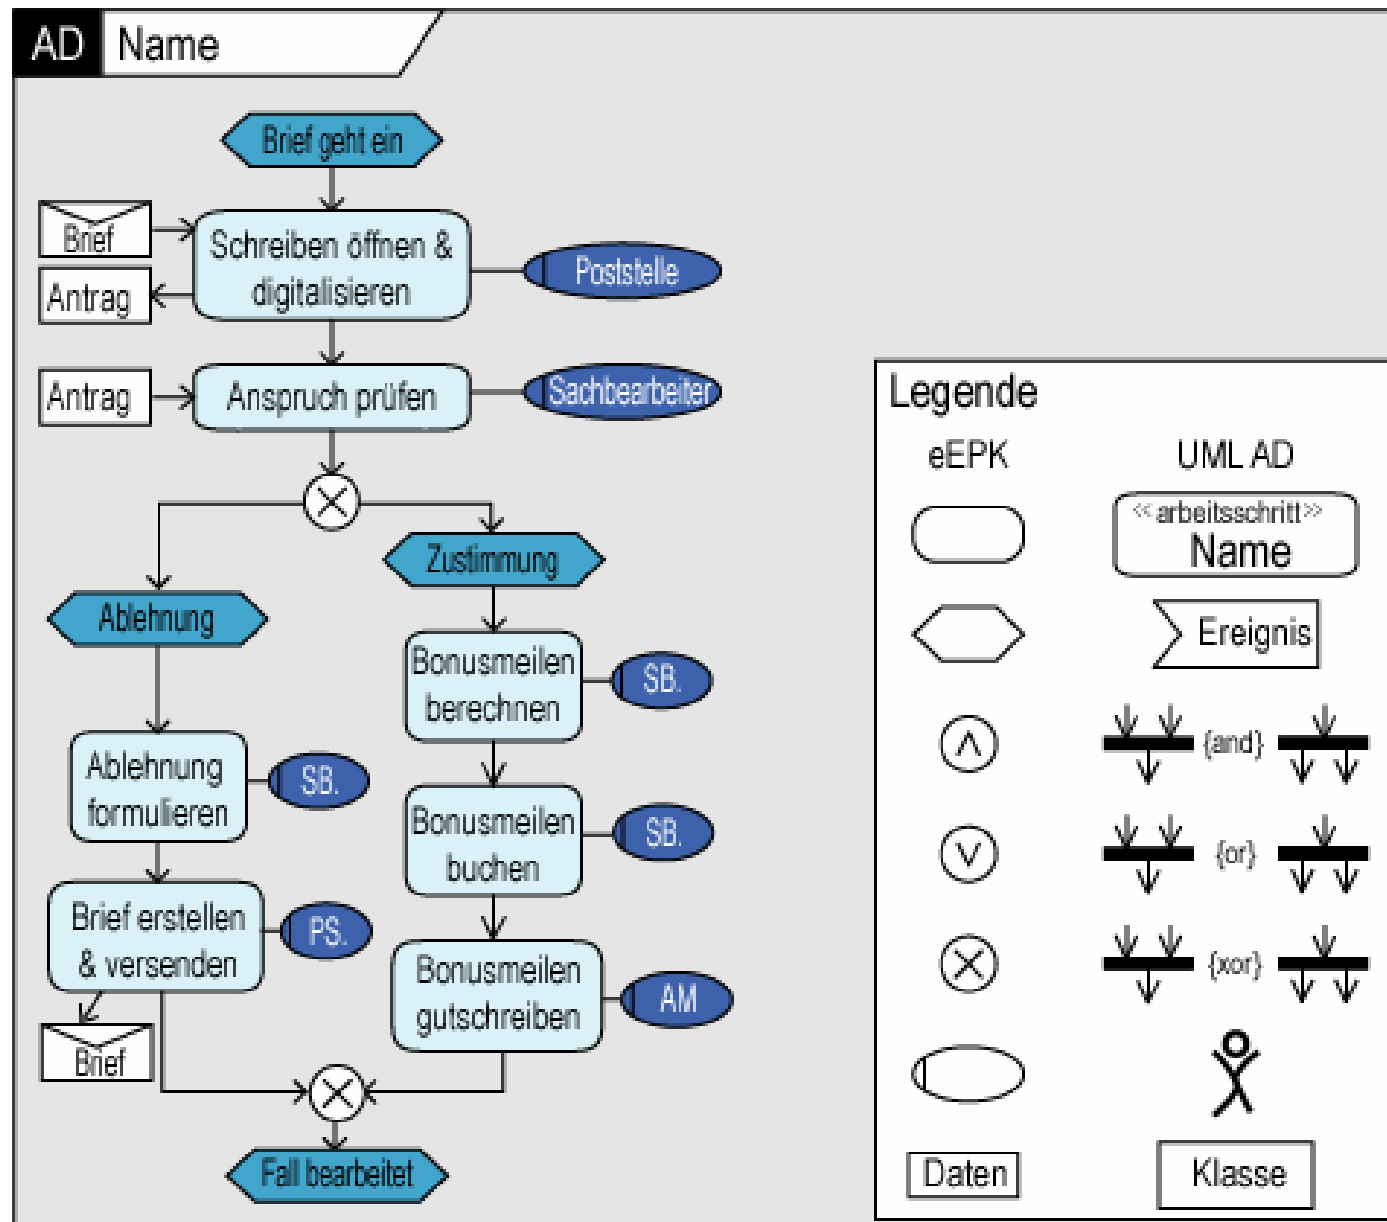 AD Name
Brief geht ein
Brief
Schreiben öffnen &
digitalisieren
Poststelle
Antrag
Antrag
Anspruch prüfen
Sachbearbeiter
Zustimmung
Ablehnung
Bonusmeilen
berechnen
SB.
Ablehnung
formulieren
SB.
Bonusmeilen
buchen
SB.
Brief erstellen
& versenden
PS.
Bonusmeilen
gutschreiben
AM
Brief
Fall bearbeitet
Legende
eEPK UML AD
<<arbeitsschritt>>
Name
Ereignis
{and}
{or}
{xor}
Daten Klasse